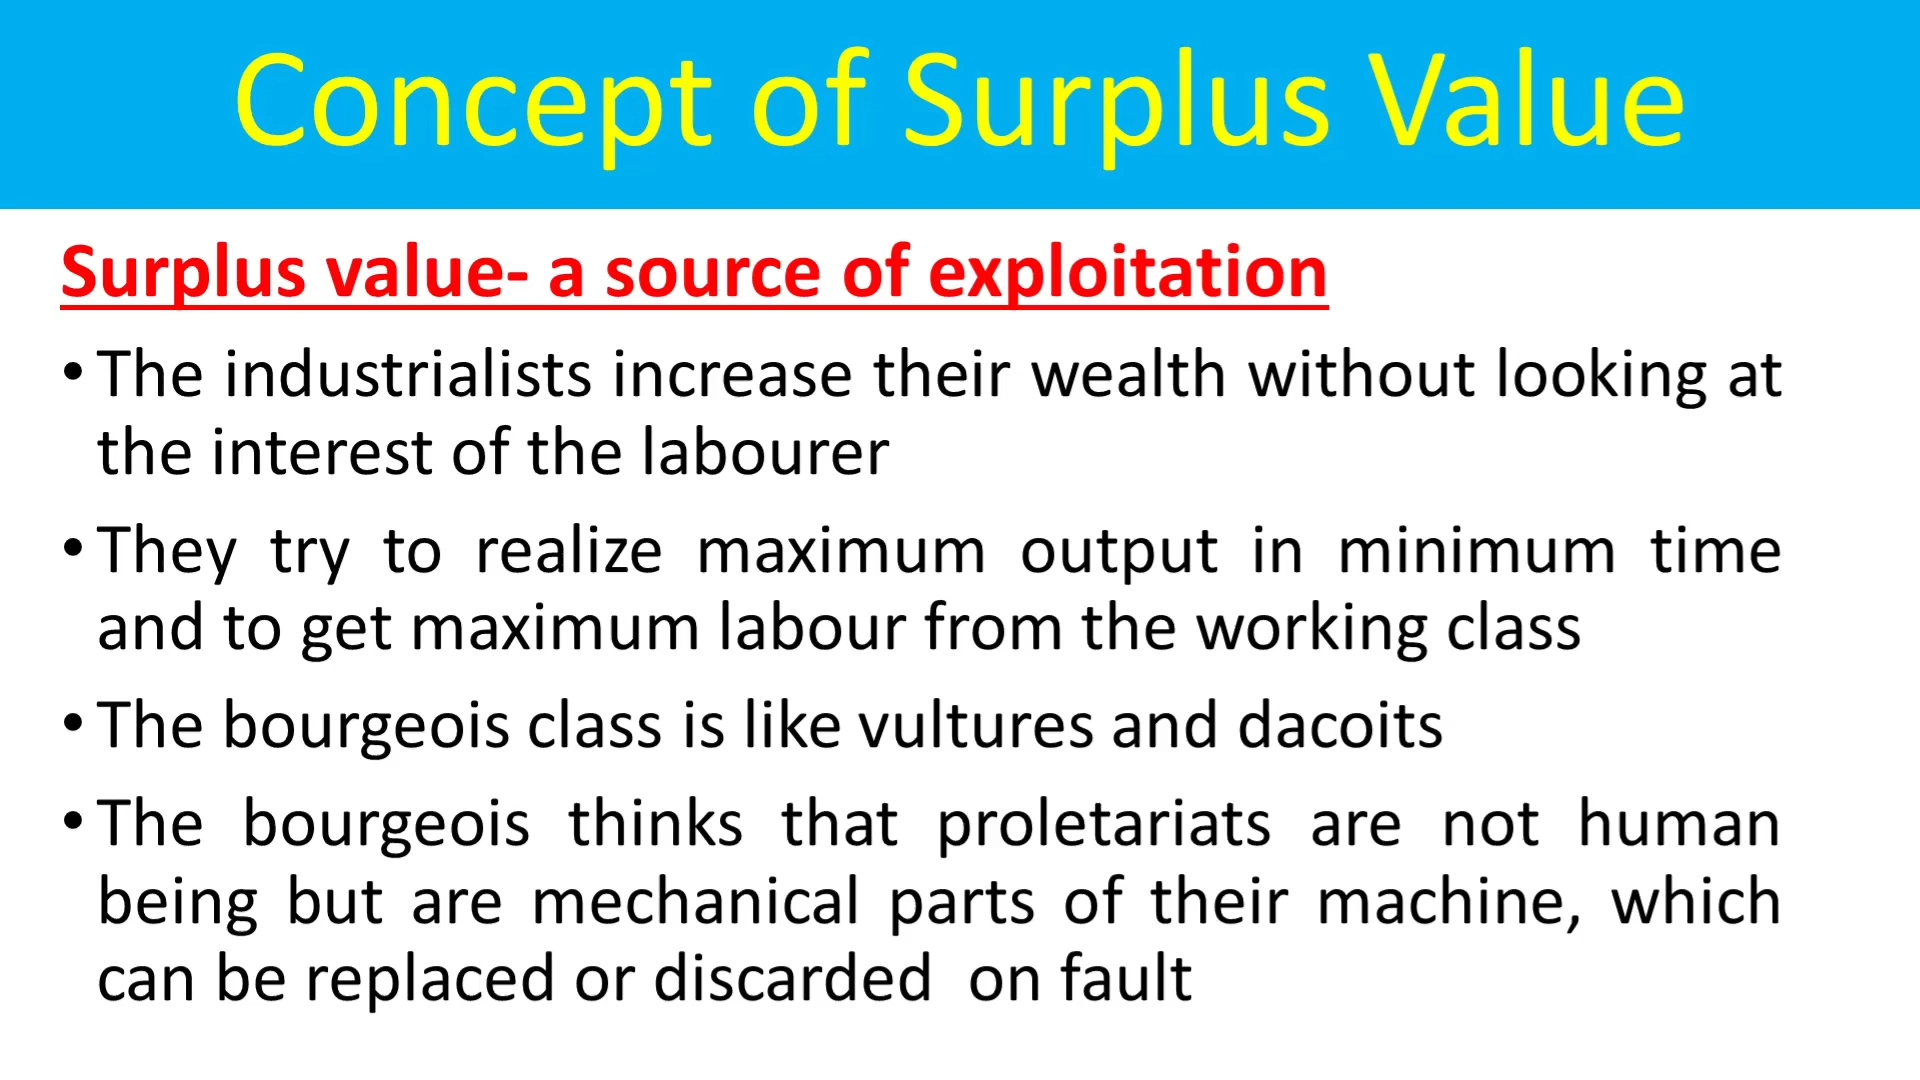 Concept of Surplus Value
Surplus value- a source of exploitation
• The industrialists increase their wealth without looking at
the interest of the labourer
• They try to realize maximum output in minimum time
and to get maximum labour from the working class
• The bourgeois class is like vultures and dacoits
• The bourgeois thinks that proletariats are not human
being but are mechanical parts of their machine, which
can be replaced or discarded  on fault